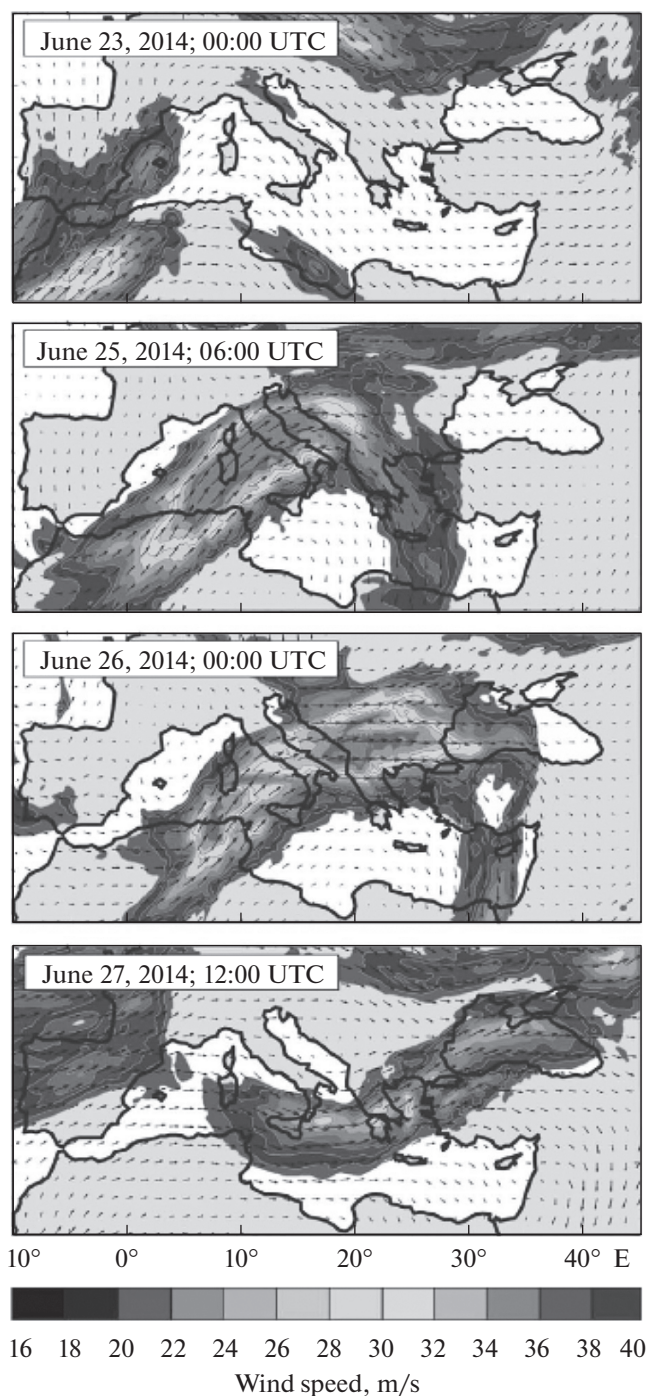 June 23, 2014; 00:00 UTC
June 25, 2014; 06:00 UTC
June 26, 2014; 00:00 UTC
June 27, 2014; 12:00 UTC
10° 0° 10° 20° 30° 40° E
16 18 20 22 24 26 28 30 32 34 36 38 40
Wind speed, m/s